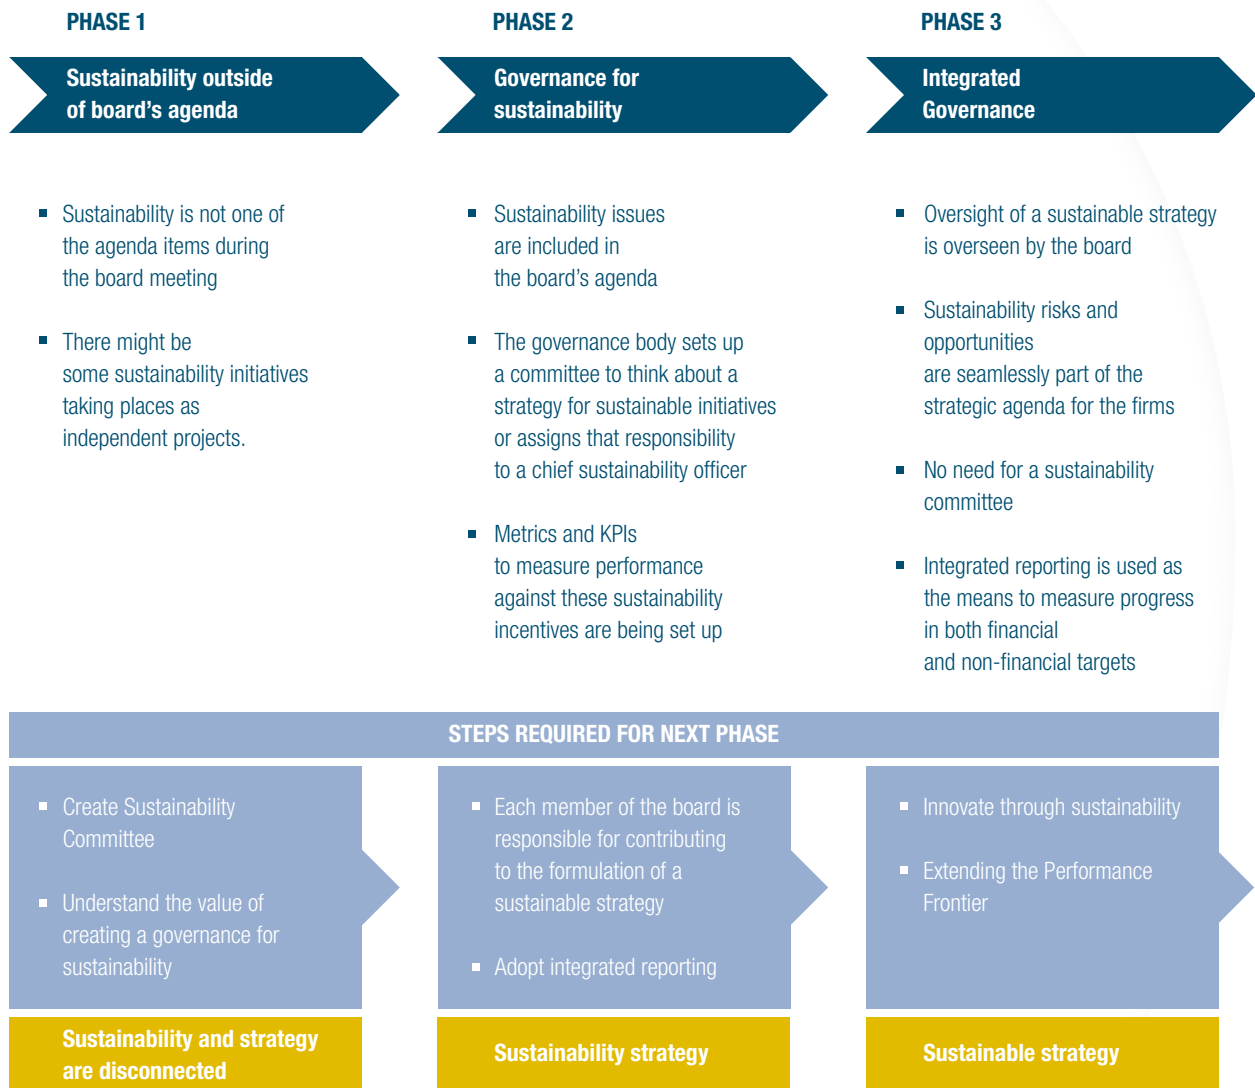 PHASE 1
Sustainability outside
of board's agenda
Sustainability is not one of
the agenda items during
the board meeting
There might be
some sustainability initiatives
taking places as
independent projects.
PHASE 2
Governance for
sustainability
Sustainability issues
are included in
the board's agenda
The governance body sets up
a committee to think about a
strategy for sustainable initiatives
or assigns that responsibility
to a chief sustainability officer
Metrics and KPIs
to measure performance
against these sustainability
incentives are being set up
PHASE 3
Integrated
Governance
Oversight of a sustainable strategy
is overseen by the board
Sustainability risks and
opportunities
are seamlessly part of the
strategic agenda for the firms
No need for a sustainability
committee
Integrated reporting is used as
the means to measure progress
in both financial
and non-financial targets
STEPS REQUIRED FOR NEXT PHASE
Create Sustainability
Committee
Understand the value of
creating a governance for
sustainability
Each member of the board is
responsible for contributing
to the formulation of a
sustainable strategy
Adopt integrated reporting
Innovate through sustainability
Extending the Performance
Frontier
Sustainability and strategy
are disconnected
Sustainability strategy
Sustainable strategy